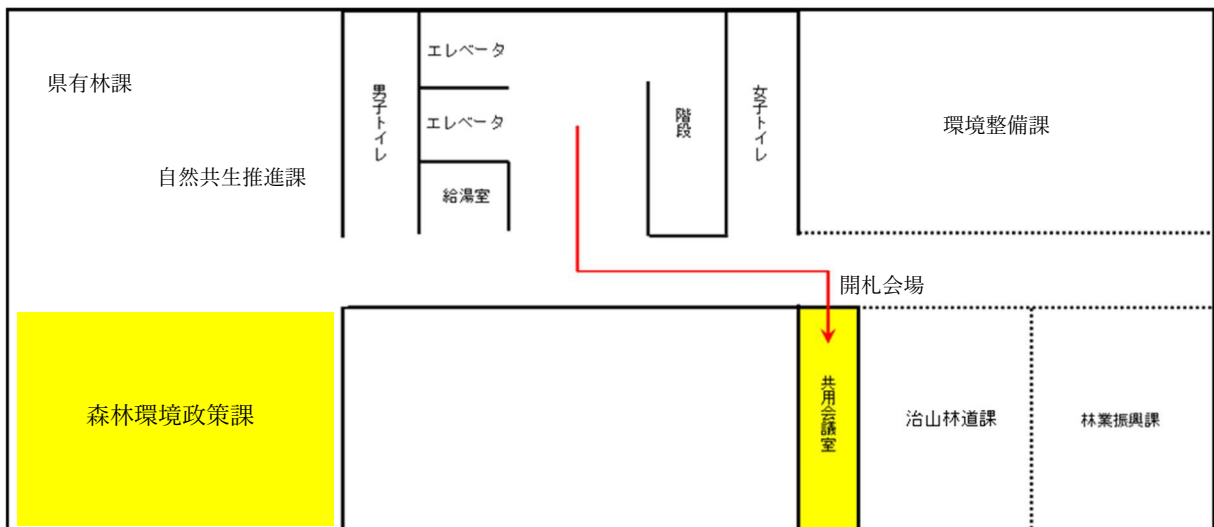 県有林課
自然共生推進課
男子トイレ
エレベータ
エレベータ
給湯室
階段
女子トイレ
環境整備課
開札会場
森林環境政策課
共用会議室
治山林道課
林業振興課